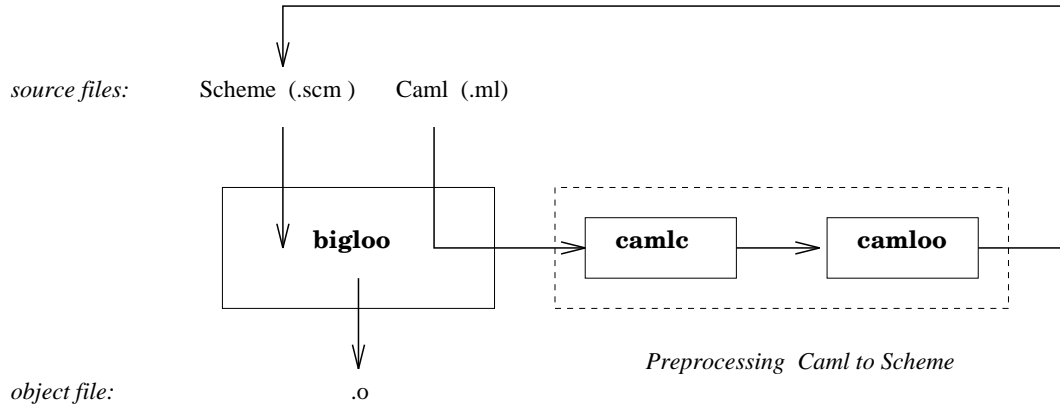 source files: Scheme (.scm ) Caml (.ml)
bigloo camlc camloo
Preprocessing Caml to Scheme
object file: .o